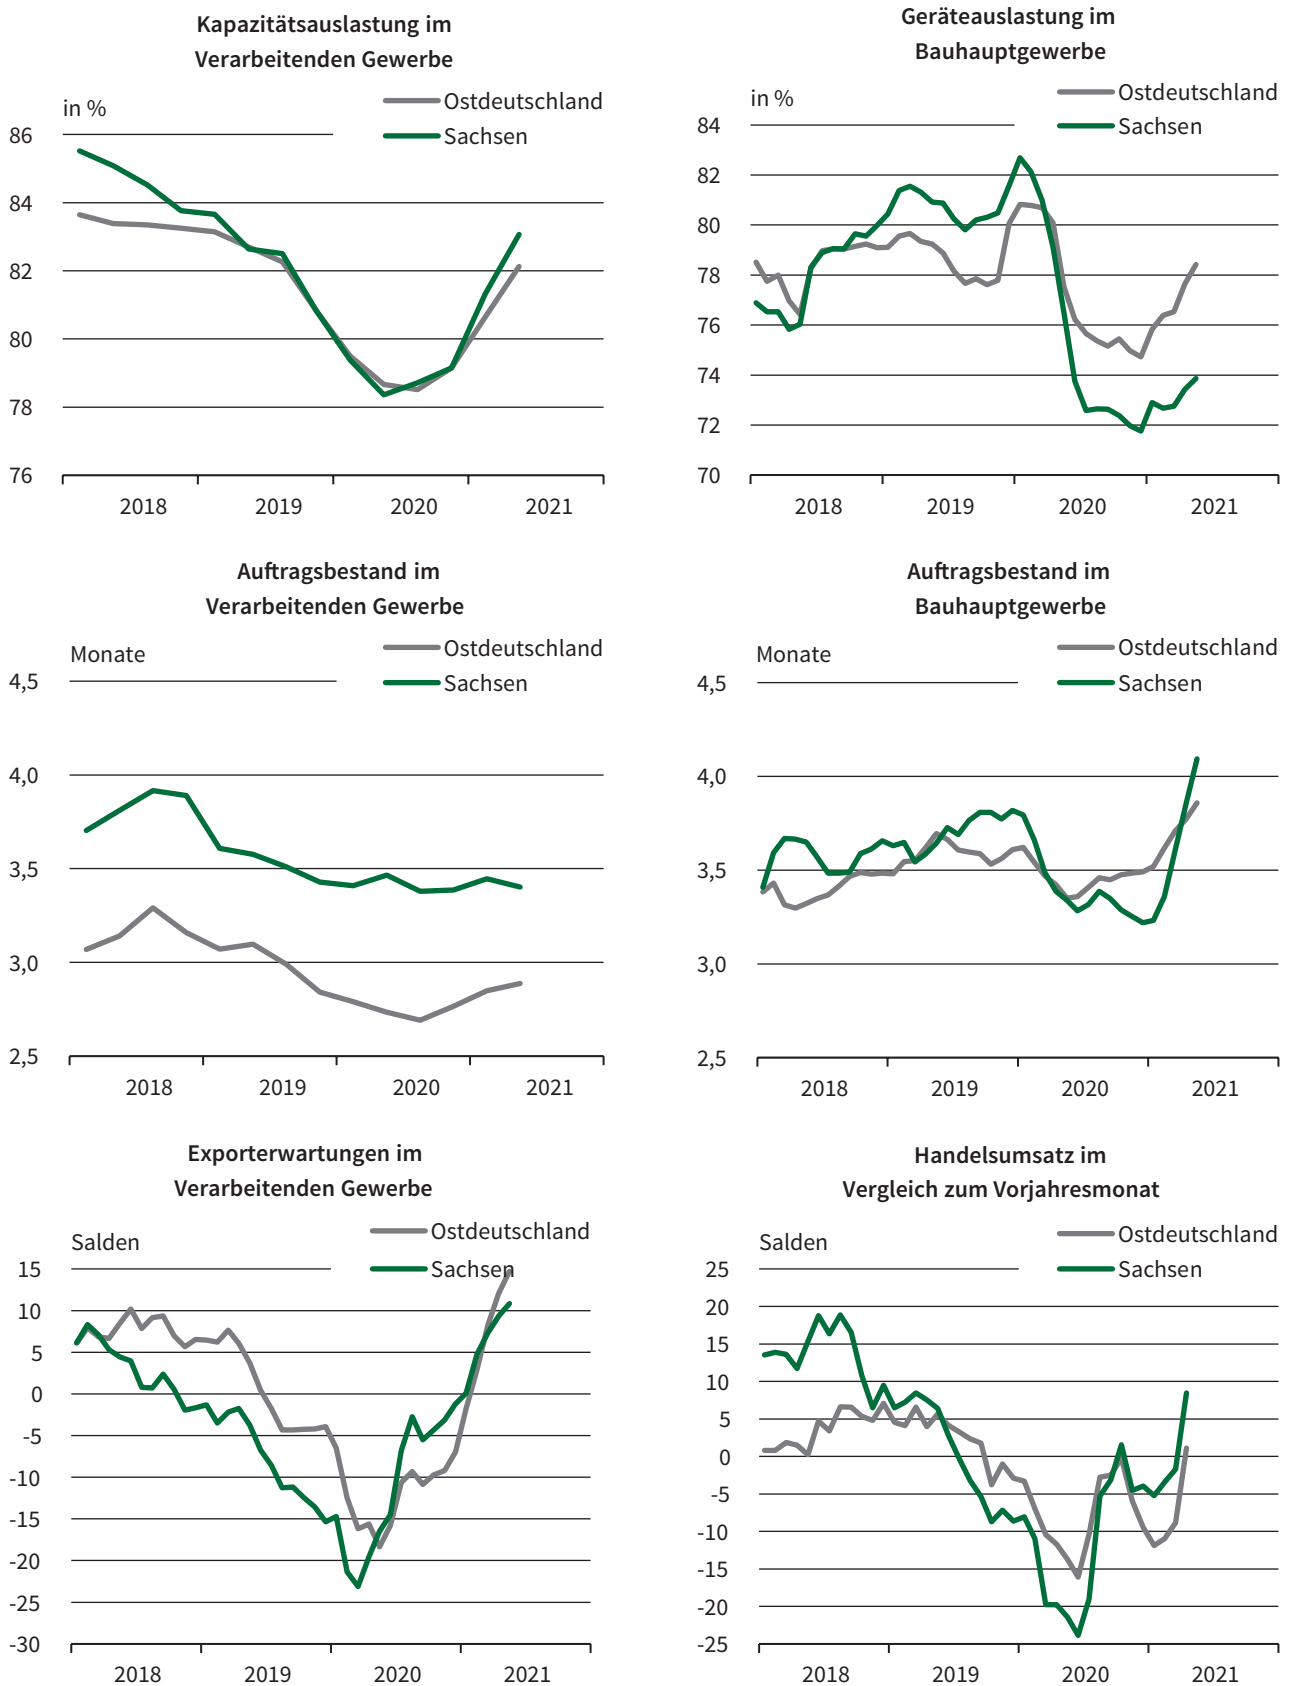 Kapazitätsauslastung im
Verarbeitenden Gewerbe
in %
Ostdeutschland
Sachsen
86
84
82
80
78
76
2018 2019 2020 2021
Geräteauslastung im
Bauhauptgewerbe
in %
Ostdeutschland
Sachsen
84
82
80
78
76
74
72
70
2018 2019 2020 2021
Auftragsbestand im
Verarbeitenden Gewerbe
Monate
Ostdeutschland
Sachsen
4,5
4,0
3,5
3,0
2,5
2018 2019 2020 2021
Auftragsbestand im
Bauhauptgewerbe
Monate
Ostdeutschland
Sachsen
4,5
4,0
3,5
3,0
2,5
2018 2019 2020 2021
Exporterwartungen im
Verarbeitenden Gewerbe
Salden
Ostdeutschland
Sachsen
15
10
5
0
-5
-10
-15
-20
-25
-30
2018 2019 2020 2021
Handelsumsatz im
Vergleich zum Vorjahresmonat
Salden
Ostdeutschland
Sachsen
25
20
15
10
5
0
-5
-10
-15
-20
-25
2018 2019 2020 2021